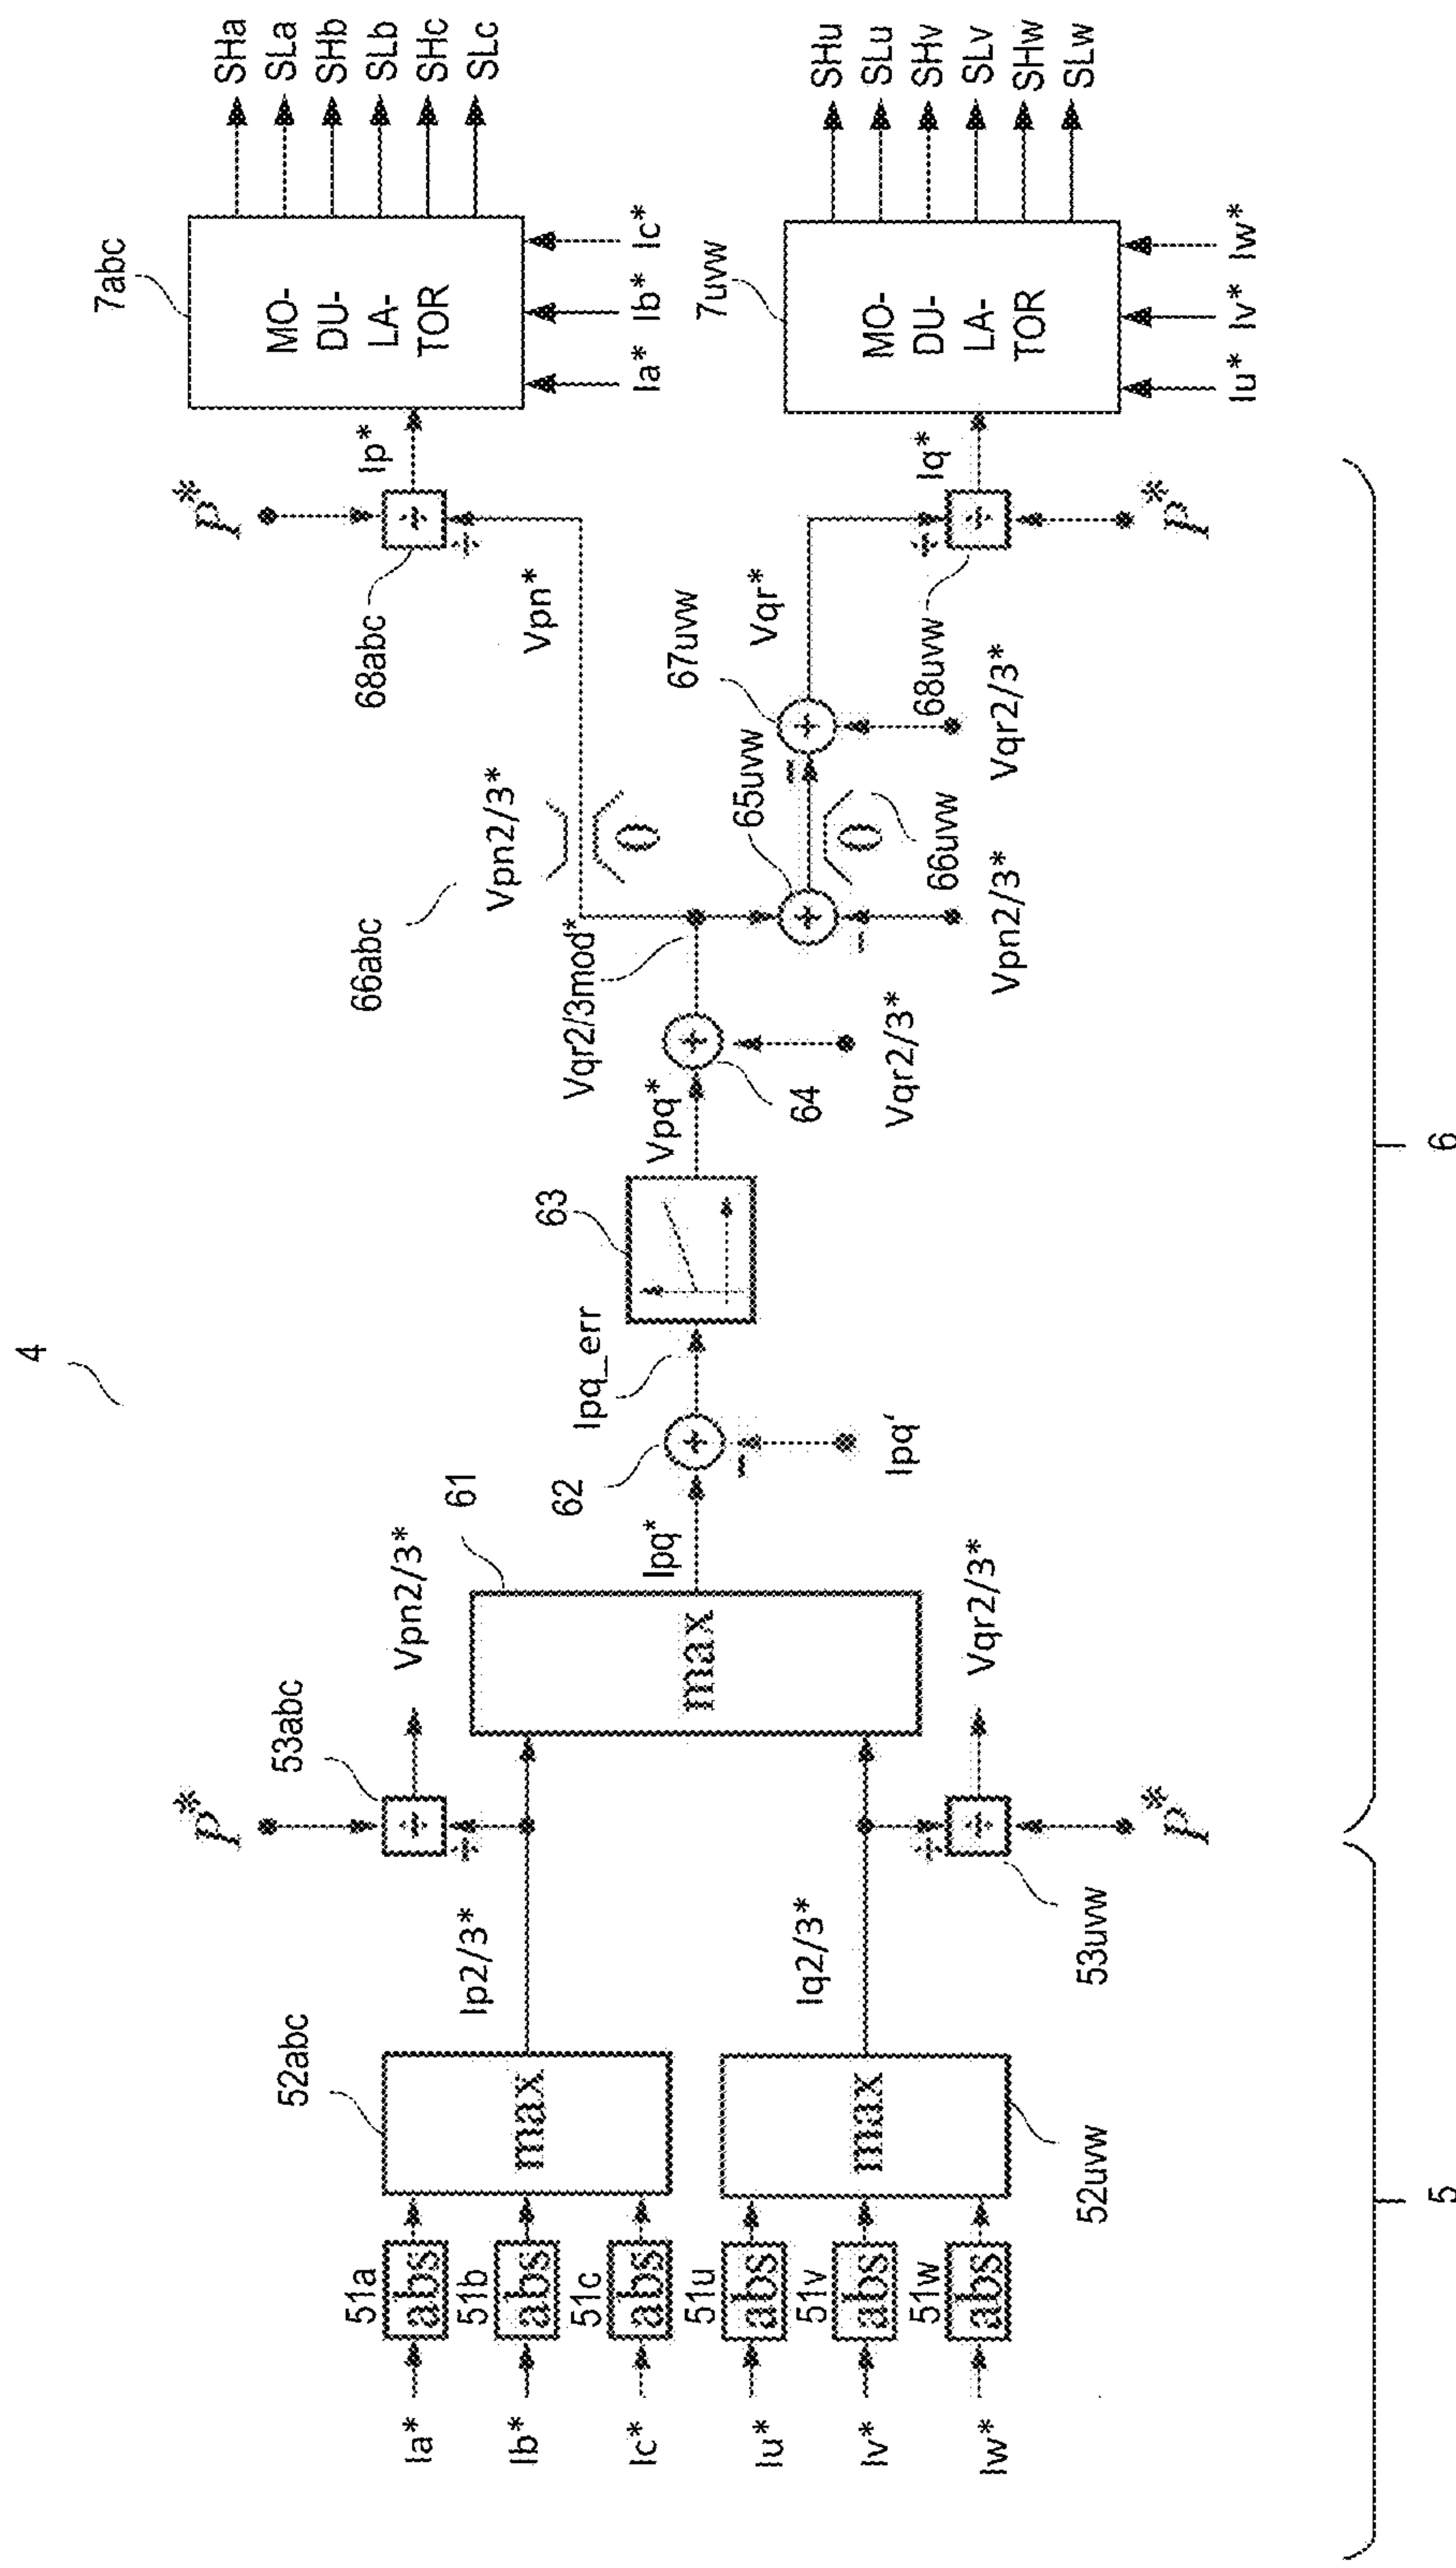 4
Ia*
Ib*
Ic*
Iu*
Iv*
Iw*
51a
abs
51b
abs
51c
abs
51u
abs
51v
abs
51w
abs
52abc
max
52uvw
max
Ip2/3*
Iq2/3*
P*
53abc
÷
÷
Vpn2/3*
÷
÷
53uvw
P*
Vqr2/3*
61
max
Ipq*
62
+
−
Ipq'
Ipq_err
63
Vpq*
64
+
Vqr2/3*
Vqr2/3mod*
66abc
Vpn2/3*
0
65uvw
+
−
Vpn2/3*
0
66uvw
−
67uvw
+
Vqr2/3*
Vpn*
Vqr*
68abc
P*
÷
÷
Ip*
68uvw
÷
÷
P*
Iq*
7abc
MO-
DU-
LA-
TOR
Ia*
Ib*
Ic*
SHa
SLa
SHb
SLb
SHc
SLc
7uvw
MO-
DU-
LA-
TOR
Iu*
Iv*
Iw*
SHu
SLu
SHv
SLv
SHw
SLw
5
6